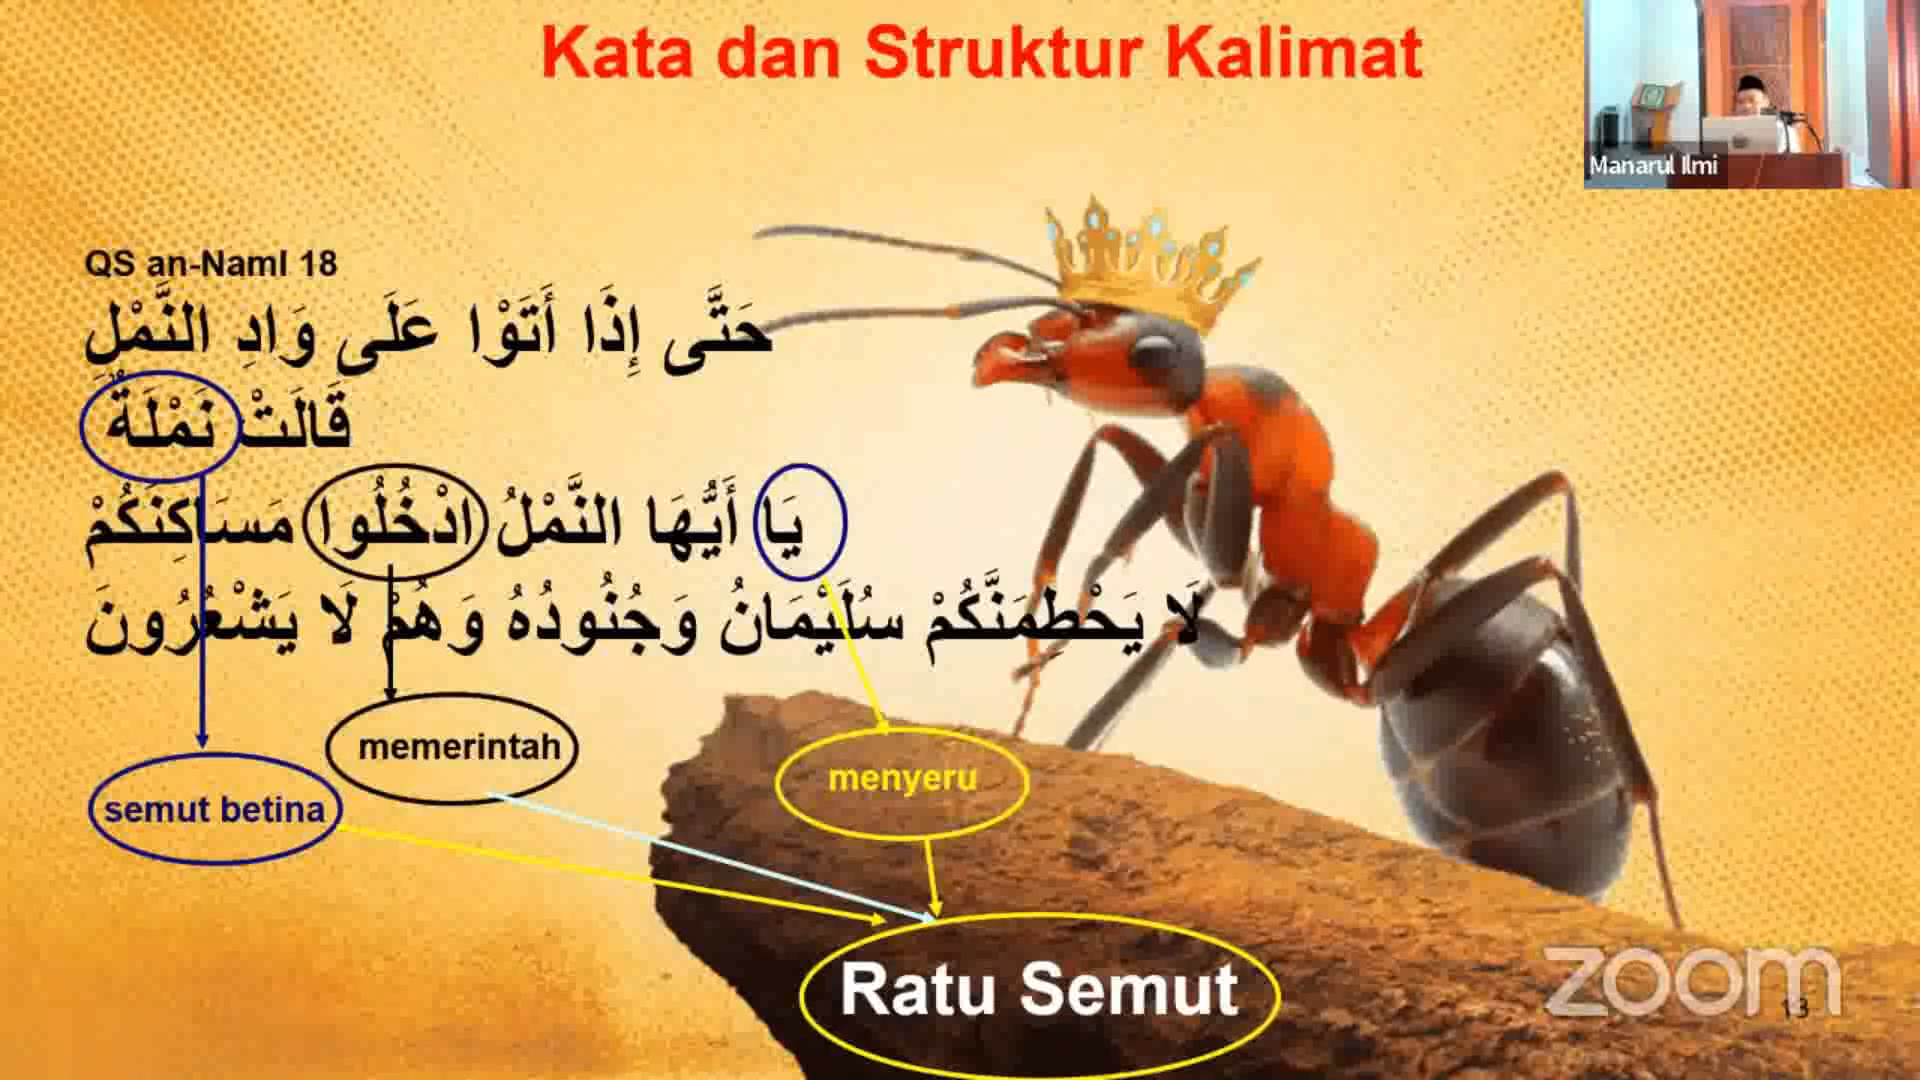 Kata dan Struktur Kalimat
Manarul Ilmi
QS an-Naml 18
حَتَّى إِذَا أَتَوْا عَلَى وَادِ النَّمْلِ
قَالَتْ نَمْلَةٌ
يَا أَيُّهَا النَّمْلُ ادْخُلُوا مَسَاكِنَكُمْ
لَا يَحْطِمَنَّكُمْ سُلَيْمَانُ وَجُنُودُهُ وَهُمْ لَا يَشْعُرُونَ
memerintah
menyeru
semut betina
Ratu Semut
zoom
13